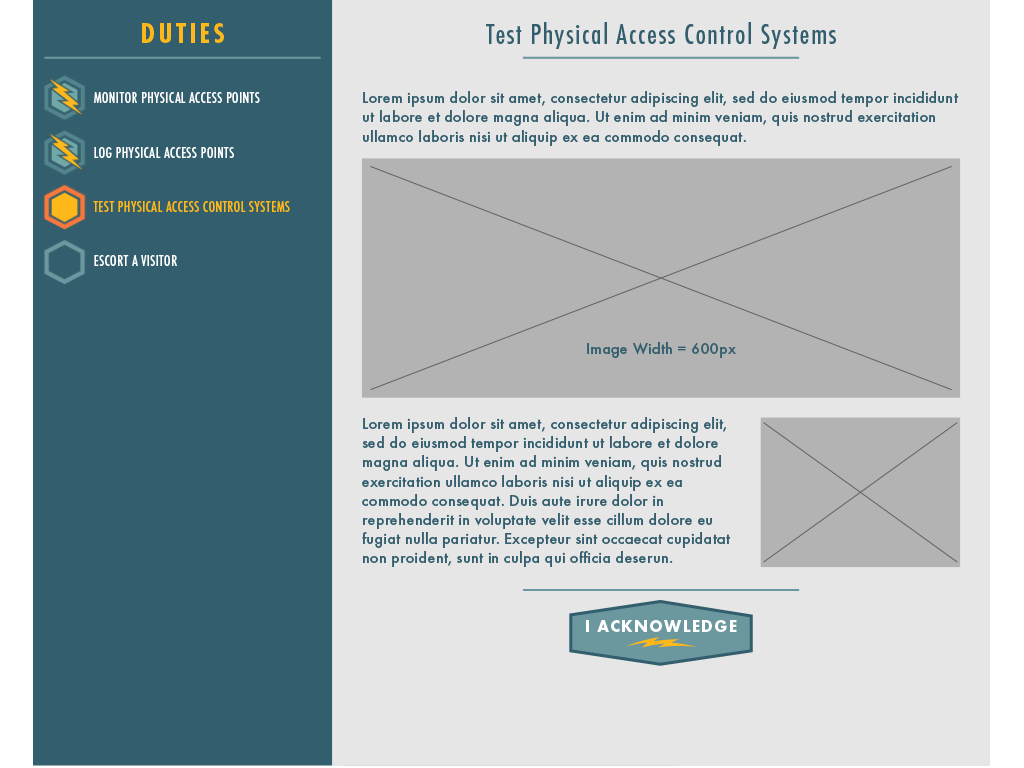 DUTIES
MONITOR PHYSICAL ACCESS POINTS
LOG PHYSICAL ACCESS POINTS
TEST PHYSICAL ACCESS CONTROL SYSTEMS
ESCORT A VISITOR
Test Physical Access Control Systems
Lorem ipsum dolor sit amet, consectetur adipiscing elit, sed do eiusmod tempor incididunt
ut labore et dolore magna aliqua. Ut enim ad minim veniam, quis nostrud exercitation
ullamco laboris nisi ut aliquip ex ea commodo consequat.
Image Width = 600px
Lorem ipsum dolor sit amet, consectetur adipiscing elit,
sed do eiusmod tempor incididunt ut labore et dolore
magna aliqua. Ut enim ad minim veniam, quis nostrud
exercitation ullamco laboris nisi ut aliquip ex ea
commodo consequat. Duis aute irure dolor in
reprehenderit in voluptate velit esse cillum dolore eu
fugiat nulla pariatur. Excepteur sint occaecat cupidatat
non proident, sunt in culpa qui officia deserun.
I ACKNOWLEDGE